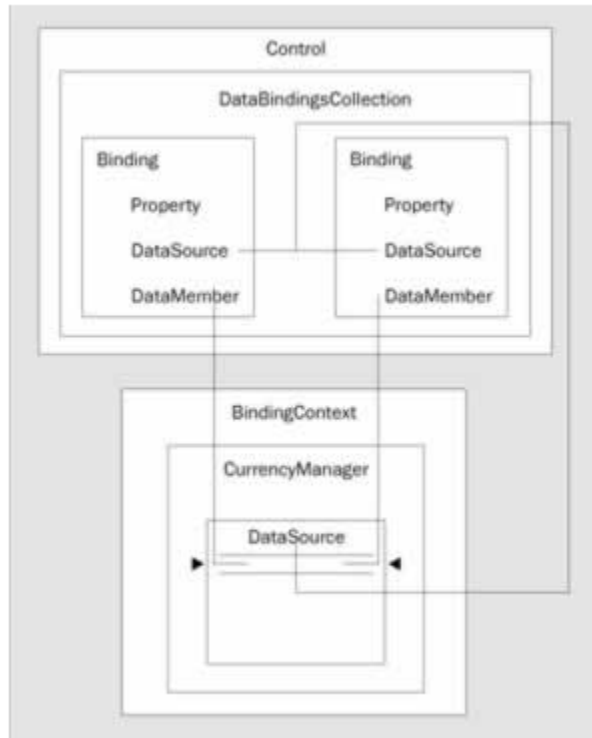 Control
DataBindingsCollection
Binding
Property
DataSource
DataMember
Binding
Property
DataSource
DataMember
BindingContext
CurrencyManager
DataSource